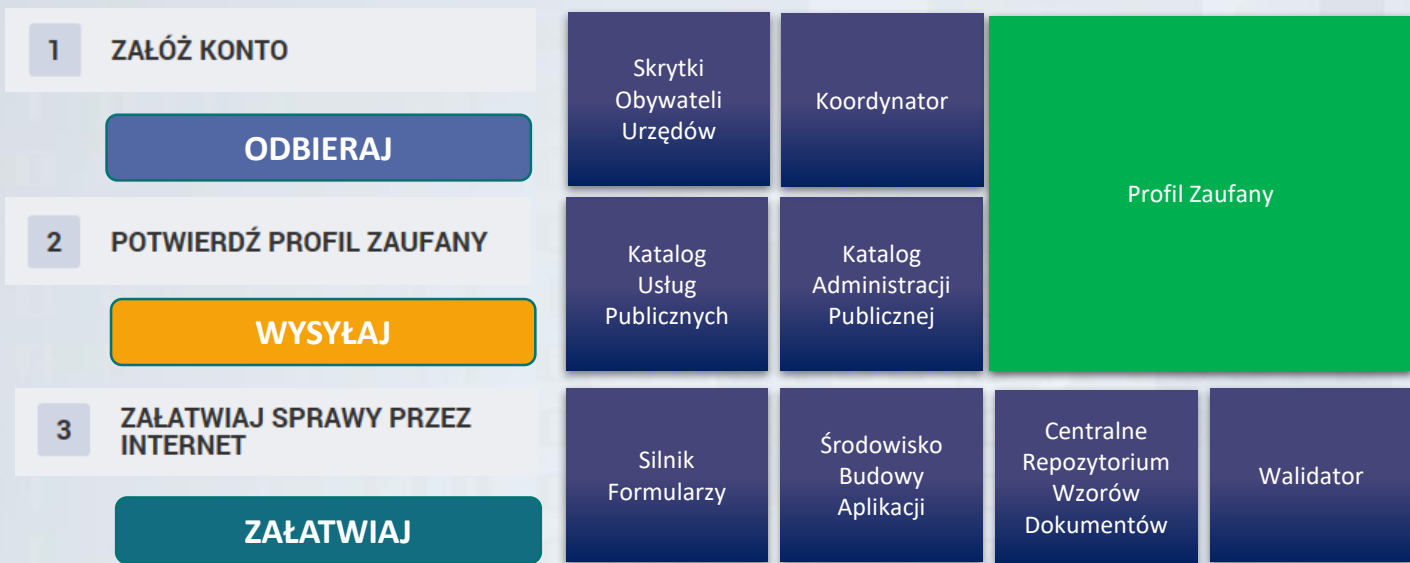 1 ZAŁÓŻ KONTO
ODBIERAJ
2 POTWIERDŹ PROFIL ZAUFANY
WYSYŁAJ
3 ZAŁATWIAJ SPRAWY PRZEZ
INTERNET
ZAŁATWIAJ
Skrytki
Obywateli
Urzędów
Koordynator
Profil Zaufany
Katalog
Usług
Publicznych
Katalog
Administracji
Publicznej
Silnik
Formularzy
Środowisko
Budowy
Aplikacji
Centralne
Repozytorium
Wzorów
Dokumentów
Walidator